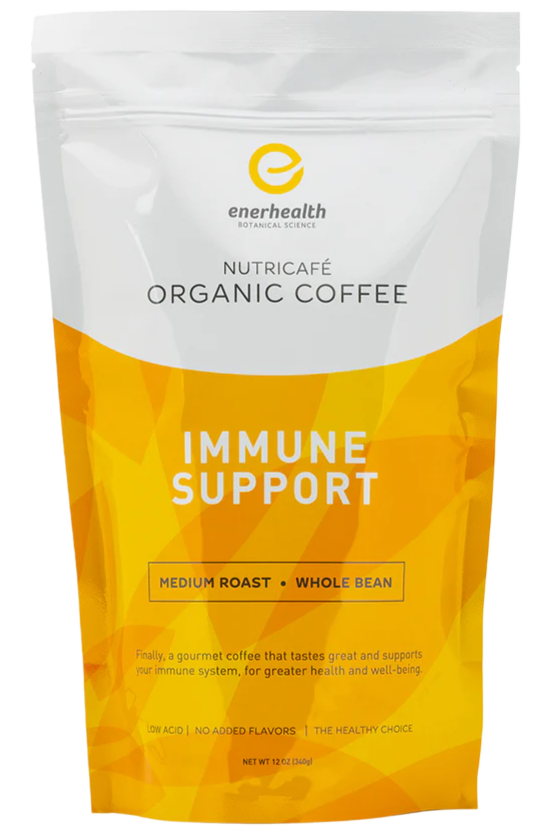 enerhealth
BOTANICAL SCIENCE
NUTRICAFÉ
ORGANIC COFFEE
IMMUNE
SUPPORT
MEDIUM ROAST • WHOLE BEAN
Finally, a gourmet coffee that tastes great and supports
your immune system, for greater health and well-being.
LOW ACID | NO ADDED FLAVORS | THE HEALTHY CHOICE
NET WT 12 OZ (340g)